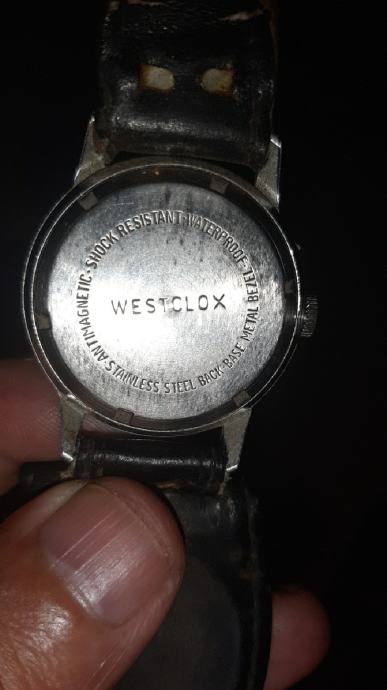 WESTCLOX
ANTIMAGNETIC·SHOCK RESISTANT·WATERPROOF·
STAINLESS STEEL BACK·BASE METAL BEZEL·